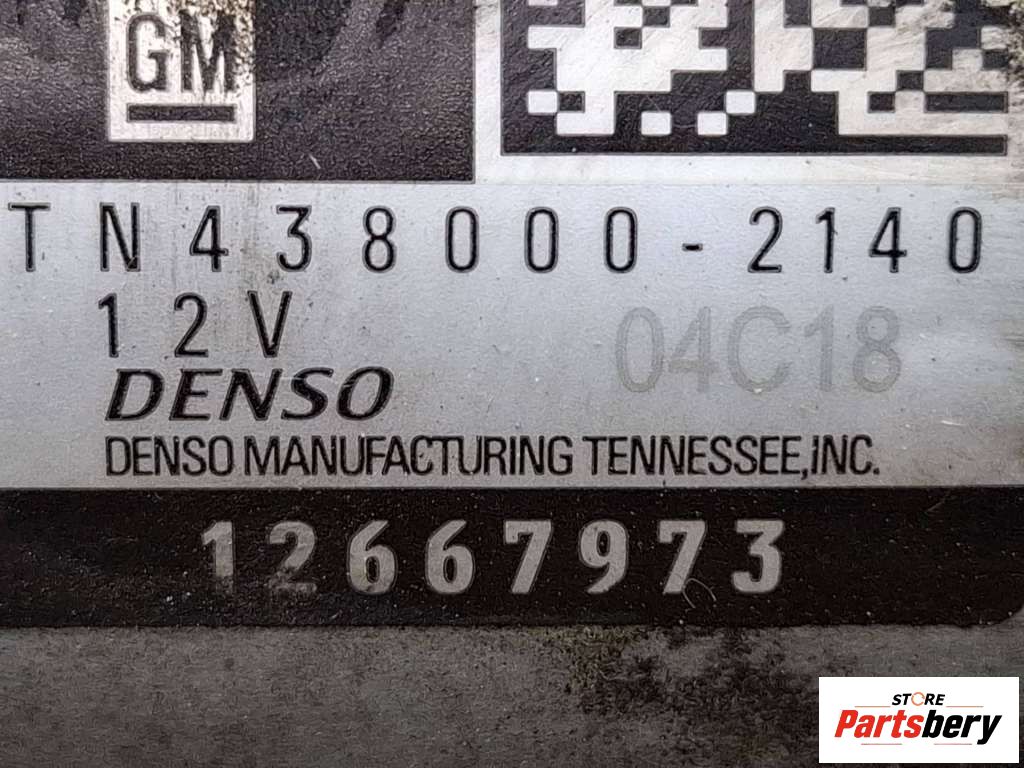 GM
TN438000-2140
12V
04C18
DENSO
DENSO MANUFACTURING TENNESSEE, INC.
12667973
STORE
Partsbery